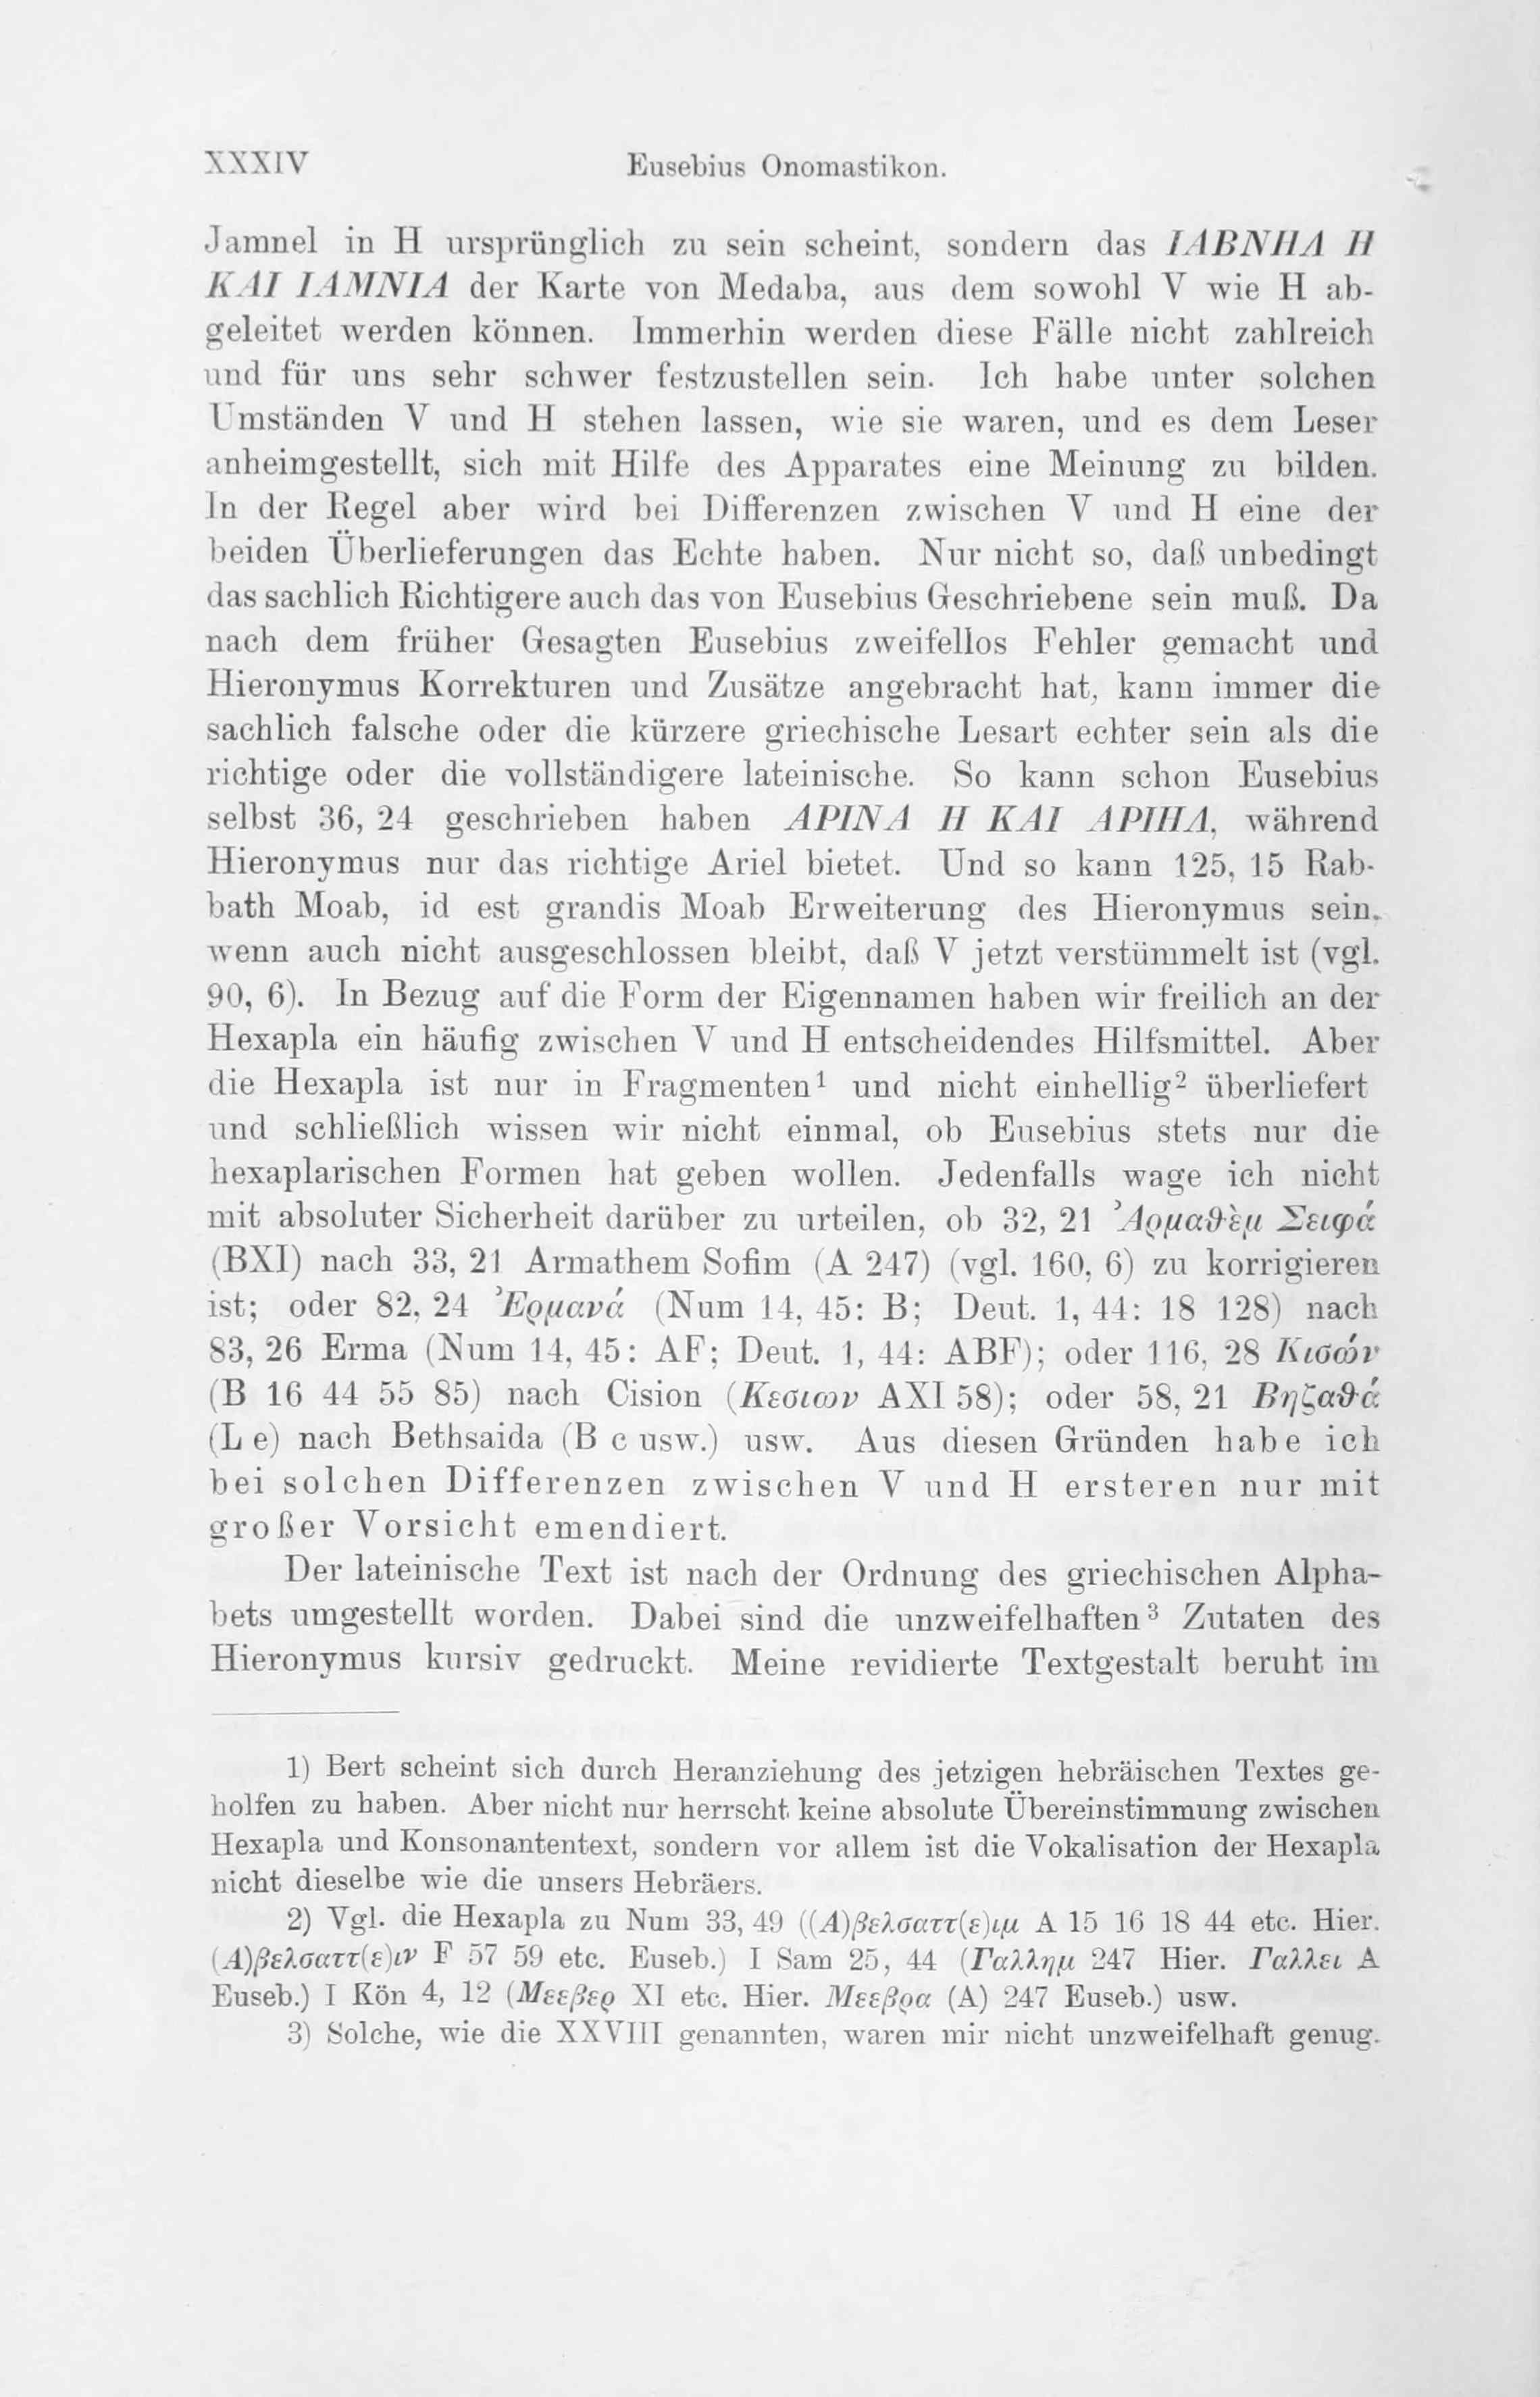 XXXIV Eusebius Onomastikon.
Jamnel in H ursprünglich zu sein scheint, sondern das ΙΑΒΝΗΛ Η
ΚΑΙ ΙΑΜΝΙΑ der Karte von Medaba, aus dem sowohl V wie H ab-
geleitet werden können. Immerhin werden diese Fälle nicht zahlreich
und für uns sehr schwer festzustellen sein. Ich habe unter solchen
Umständen V und H stehen lassen, wie sie waren, und es dem Leser
anheimgestellt, sich mit Hilfe des Apparates eine Meinung zu bilden.
In der Regel aber wird bei Differenzen zwischen V und H eine der
beiden Überlieferungen das Echte haben. Nur nicht so, daß unbedingt
das sachlich Richtigere auch das von Eusebius Geschriebene sein muß. Da
nach dem früher Gesagten Eusebius zweifellos Fehler gemacht und
Hieronymus Korrekturen und Zusätze angebracht hat, kann immer die
sachlich falsche oder die kürzere griechische Lesart echter sein als die
richtige oder die vollständigere lateinische. So kann schon Eusebius
selbst 36, 24 geschrieben haben ΑΡΙΝΑ Η ΚΑΙ ΑΡΙΗΛ, während
Hieronymus nur das richtige Ariel bietet. Und so kann 125, 15 Rab-
bath Moab, id est grandis Moab Erweiterung des Hieronymus sein,
wenn auch nicht ausgeschlossen bleibt, daß V jetzt verstümmelt ist (vgl.
90, 6). In Bezug auf die Form der Eigennamen haben wir freilich an der
Hexapla ein häufig zwischen V und H entscheidendes Hilfsmittel. Aber
die Hexapla ist nur in Fragmenten¹ und nicht einhellig² überliefert
und schließlich wissen wir nicht einmal, ob Eusebius stets nur die
hexaplarischen Formen hat geben wollen. Jedenfalls wage ich nicht
mit absoluter Sicherheit darüber zu urteilen, ob 32, 21 Ἀρμαθὲμ Σειφά
(BXI) nach 33, 21 Armathem Sofim (A 247) (vgl. 160, 6) zu korrigieren
ist; oder 82, 24 Ἐρμανά (Num 14, 45: B; Deut. 1, 44: 18 128) nach
83, 26 Erma (Num 14, 45: AF; Deut. 1, 44: ABF); oder 116, 28 Κισών
(B 16 44 55 85) nach Cision (Κεσιων AXI 58); oder 58, 21 Βηζαθά
(L e) nach Bethsaida (B c usw.) usw. Aus diesen Gründen habe ich
bei solchen Differenzen zwischen V und H ersteren nur mit
großer Vorsicht emendiert.
Der lateinische Text ist nach der Ordnung des griechischen Alpha-
bets umgestellt worden. Dabei sind die unzweifelhaften³ Zutaten des
Hieronymus kursiv gedruckt. Meine revidierte Textgestalt beruht im
1) Bert scheint sich durch Heranziehung des jetzigen hebräischen Textes ge-
holfen zu haben. Aber nicht nur herrscht keine absolute Übereinstimmung zwischen
Hexapla und Konsonantentext, sondern vor allem ist die Vokalisation der Hexapla
nicht dieselbe wie die unsers Hebräers.
2) Vgl. die Hexapla zu Num 33, 49 ((Α)βελσαττ(ε)ιμ A 15 16 18 44 etc. Hier.
(Α)βελσαττ(ε)ιν F 57 59 etc. Euseb.) I Sam 25, 44 (Γαλλημ 247 Hier. Γαλλει A
Euseb.) I Kön 4, 12 (Μεεβερ XI etc. Hier. Μεεβρα (A) 247 Euseb.) usw.
3) Solche, wie die XXVIII genannten, waren mir nicht unzweifelhaft genug.